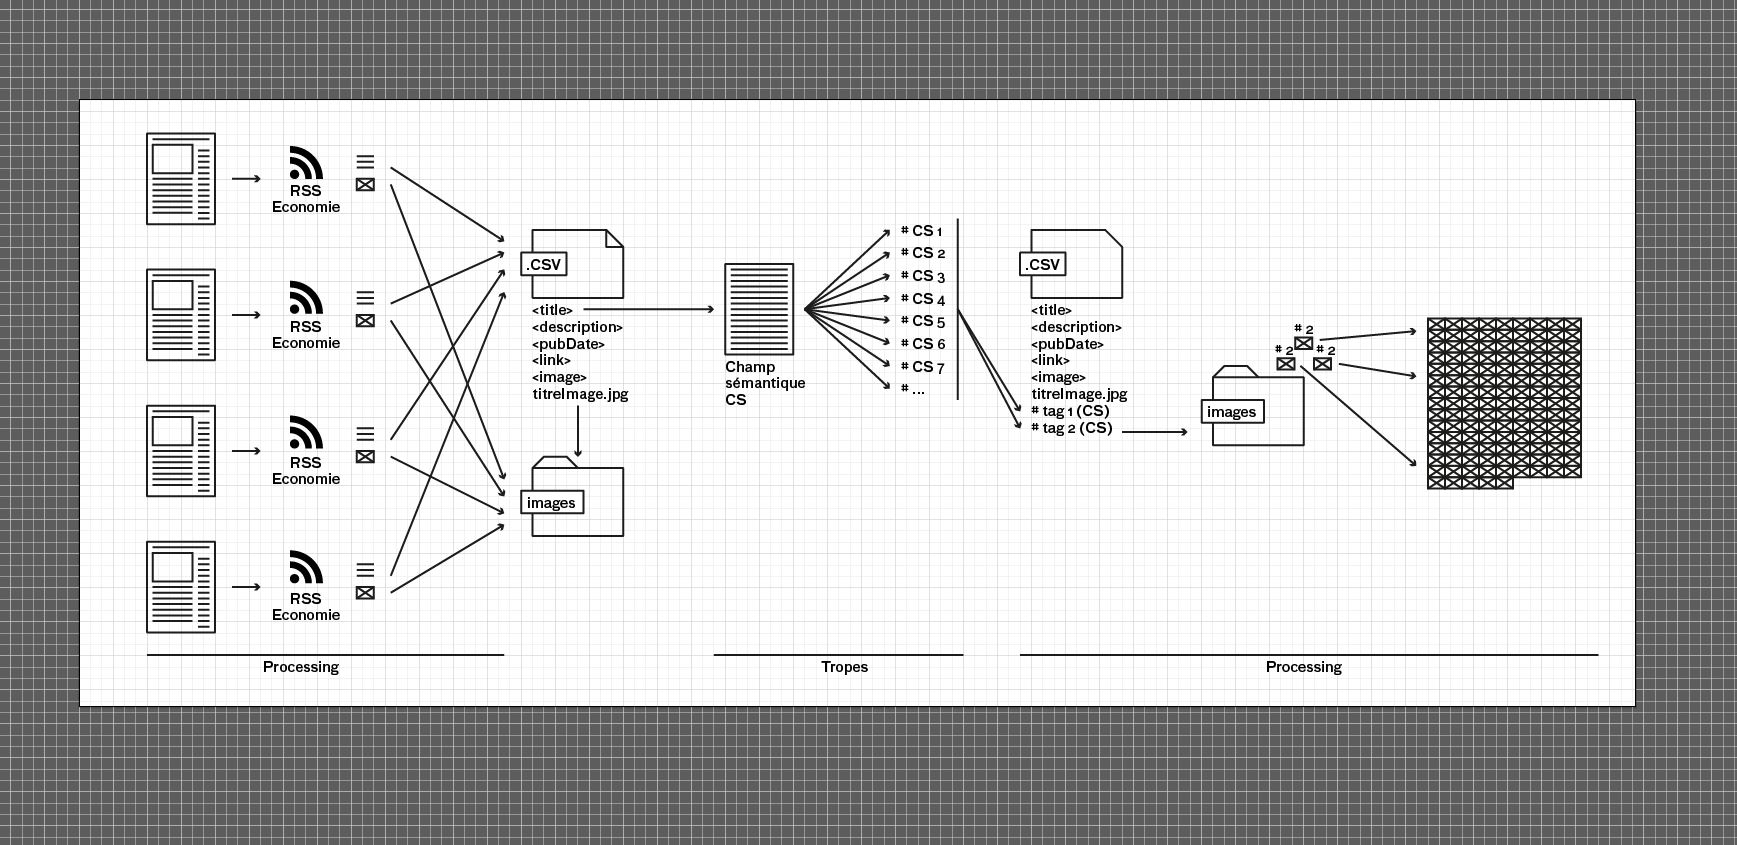 RSS
Economie
RSS
Economie
RSS
Economie
RSS
Economie
Processing
.CSV
<title>
<description>
<pubDate>
<link>
<image>
titreImage.jpg
images
Champ
sémantique
CS
# CS 1
# CS 2
# CS 3
# CS 4
# CS 5
# CS 6
# CS 7
# ...
Tropes
.CSV
<title>
<description>
<pubDate>
<link>
<image>
titreImage.jpg
# tag 1 (CS)
# tag 2 (CS)
# 2
# 2
# 2
images
Processing